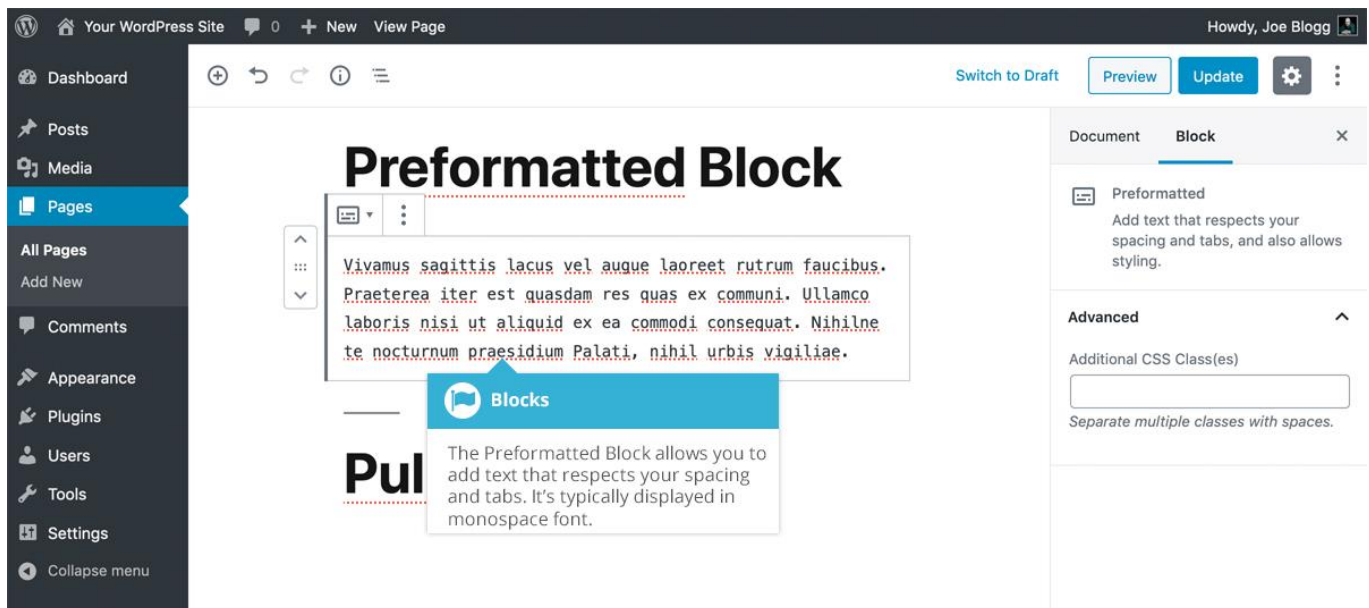 Your WordPress Site 0 New View Page Howdy, Joe Blogg
Dashboard
Posts
Media
Pages
All Pages
Add New
Comments
Appearance
Plugins
Users
Tools
Settings
Collapse menu
Switch to Draft Preview Update
Preformatted Block
Vivamus sagittis lacus vel augue laoreet rutrum faucibus.
Praeterea iter est quasdam res quas ex communi. Ullamco
laboris nisi ut aliquid ex ea commodi consequat. Nihilne
te nocturnum praesidium Palati, nihil urbis vigiliae.
Blocks
The Preformatted Block allows you to
add text that respects your spacing
and tabs. It's typically displayed in
monospace font.
Pul
Document Block
Preformatted
Add text that respects your
spacing and tabs, and also allows
styling.
Advanced
Additional CSS Class(es)
Separate multiple classes with spaces.